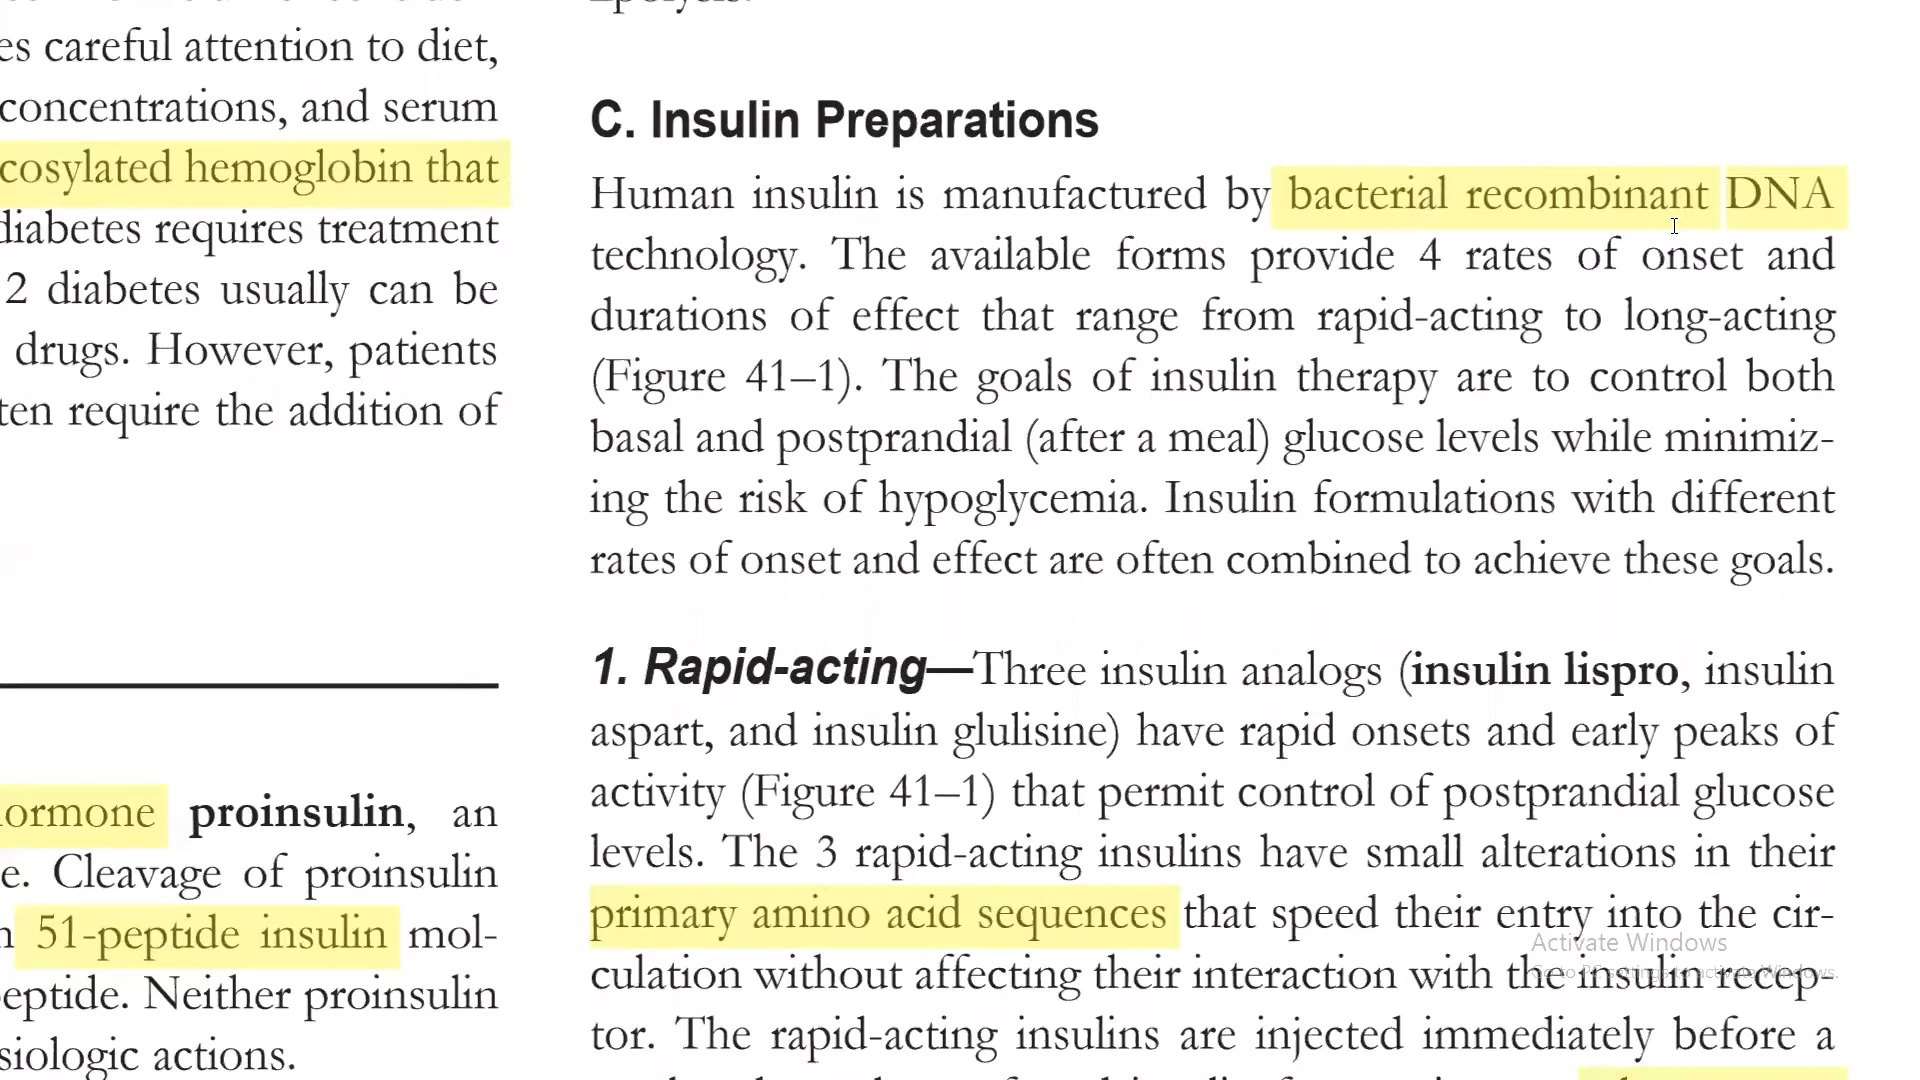 es careful attention to diet,
concentrations, and serum
cosylated hemoglobin that
diabetes requires treatment
2 diabetes usually can be
drugs. However, patients
ten require the addition of
ormone proinsulin, an
e. Cleavage of proinsulin
n 51-peptide insulin mol-
eptide. Neither proinsulin
siologic actions.
C. Insulin Preparations
Human insulin is manufactured by bacterial recombinant DNA
technology. The available forms provide 4 rates of onset and
durations of effect that range from rapid-acting to long-acting
(Figure 41–1). The goals of insulin therapy are to control both
basal and postprandial (after a meal) glucose levels while minimiz-
ing the risk of hypoglycemia. Insulin formulations with different
rates of onset and effect are often combined to achieve these goals.
1. Rapid-acting—Three insulin analogs (insulin lispro, insulin
aspart, and insulin glulisine) have rapid onsets and early peaks of
activity (Figure 41–1) that permit control of postprandial glucose
levels. The 3 rapid-acting insulins have small alterations in their
primary amino acid sequences that speed their entry into the cir-
culation without affecting their interaction with the insulin recep-
tor. The rapid-acting insulins are injected immediately before a
Activate Windows
Go to PC settings to activate Windows.